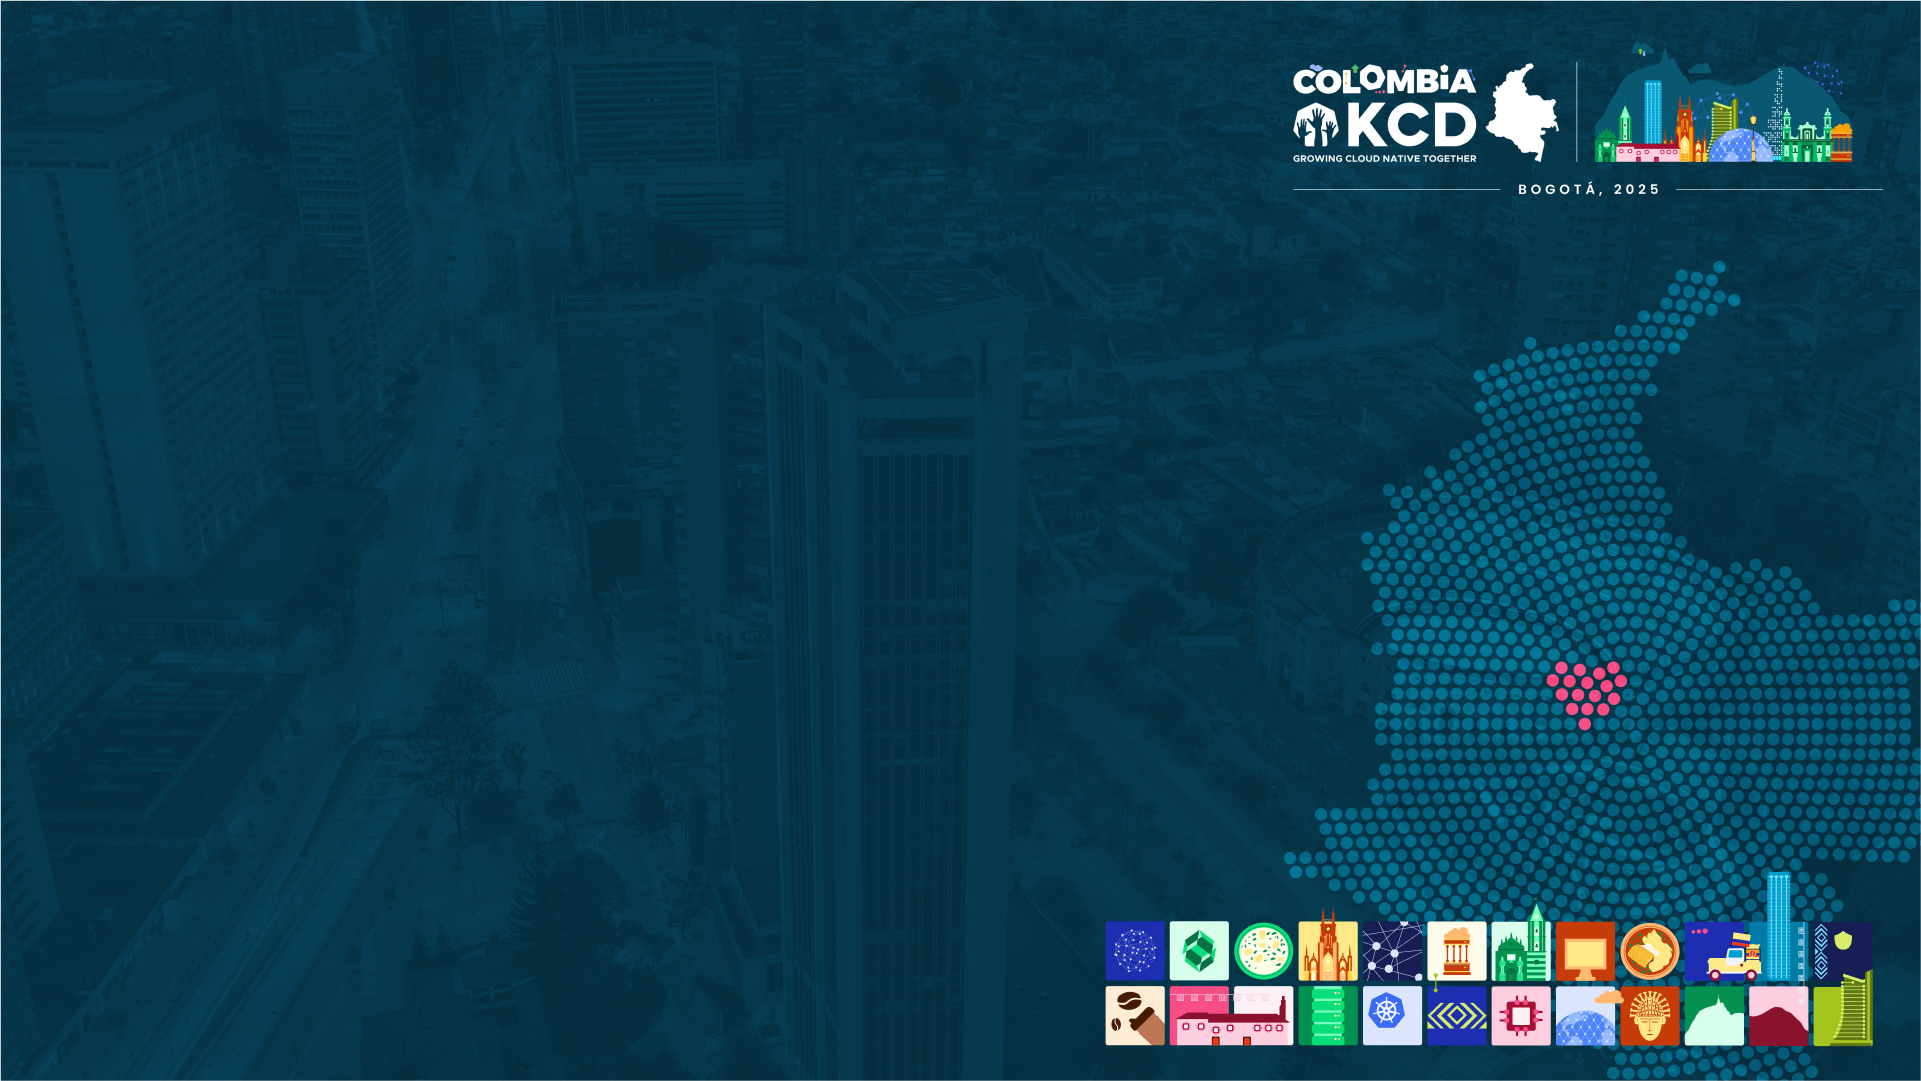 COLOMBiA
KCD
GROWING CLOUD NATIVE TOGETHER
BOGOTÁ, 2025